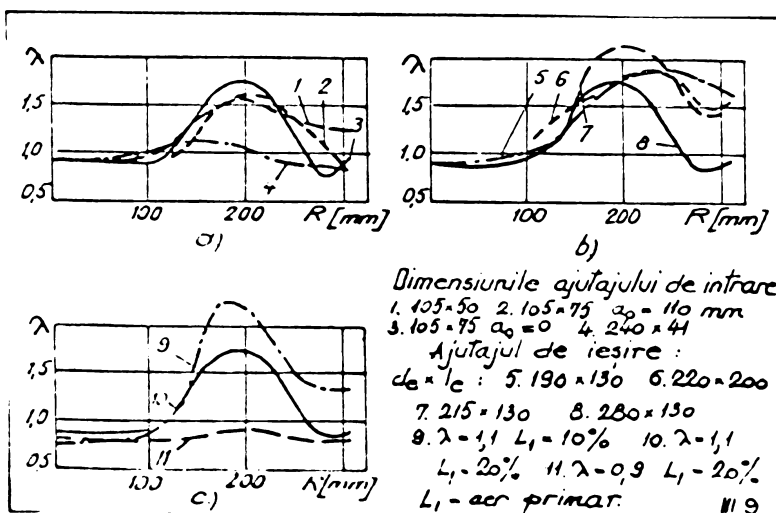 λ
1,5
1,0
0,5
100 200 R [mm]
1 2 3 4
a)
λ
1,5
1,0
0,5
100 200 R [mm]
5 6 7 8
b)
λ
1,5
1,0
0,5
100 200 R[mm]
9 10 11
c)
Dimensiunile ajutajului de intrare
1. 105×50 2. 105×75 a₀ = 110 mm
3. 105×75 a₀ = 0 4. 240×41
Ajutajul de ieșire :
de × le : 5. 190×130 6. 220×200
7. 215×130 8. 280×130
9. λ=1,1 L₁=10% 10. λ=1,1
L₁=20% 11. λ=0,9 L₁=20%
L₁ - aer primar.
III 9